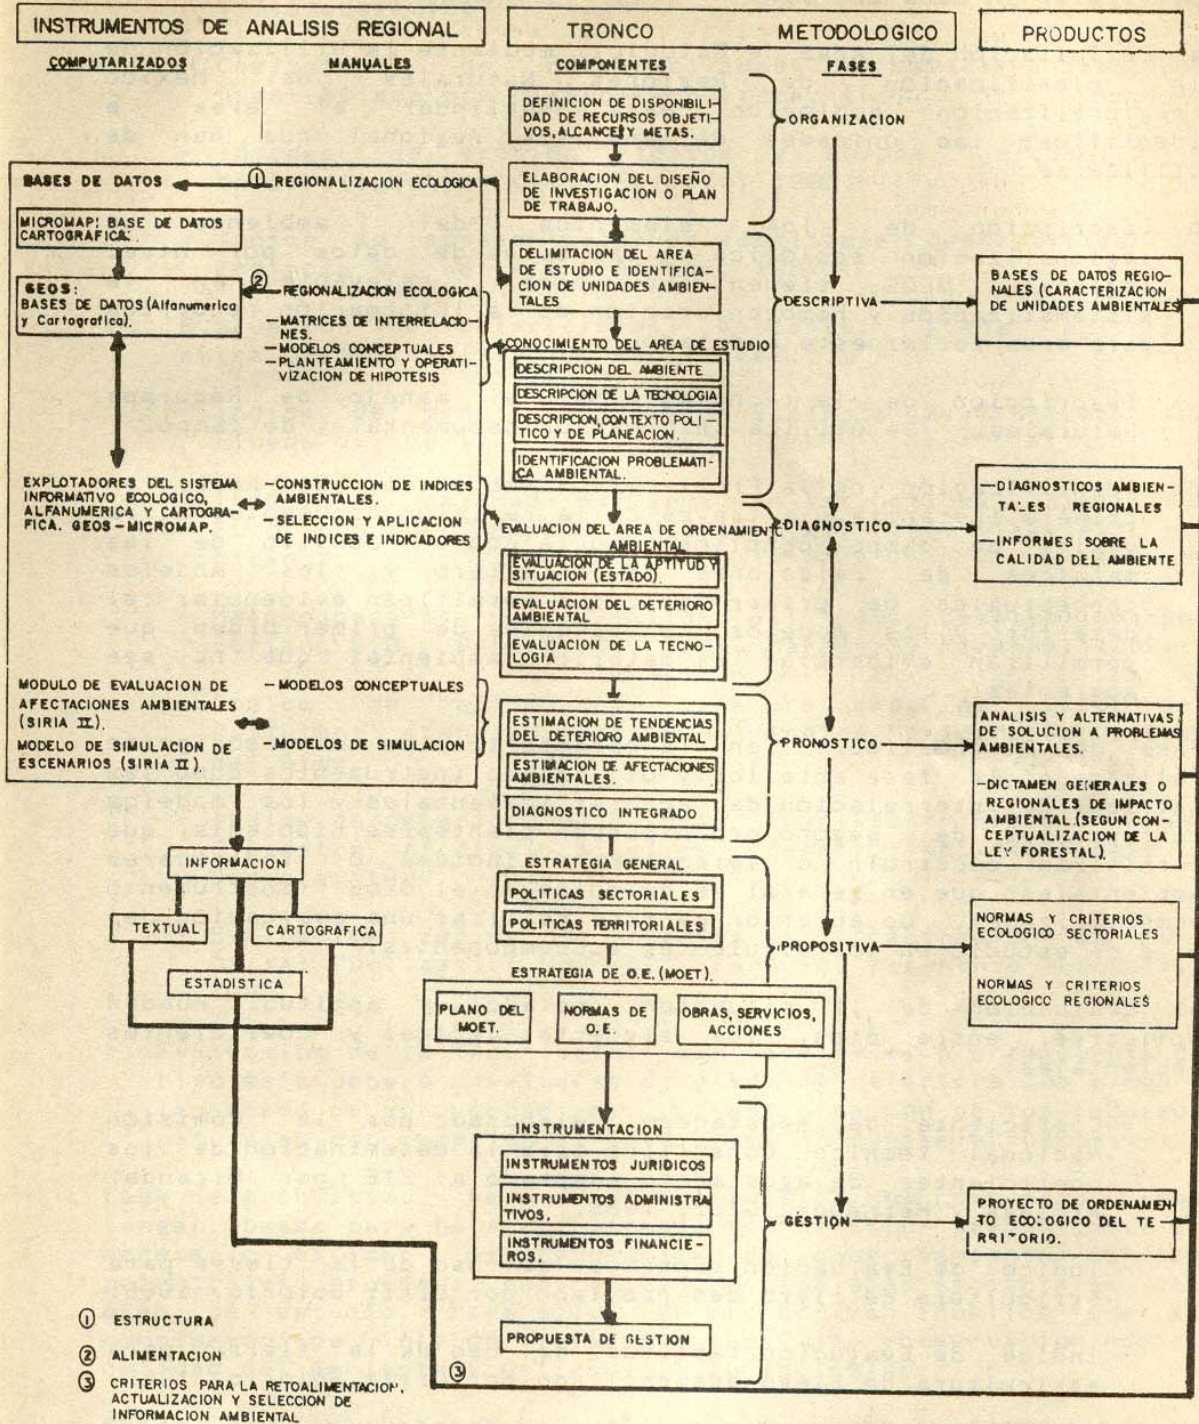 INSTRUMENTOS DE ANALISIS REGIONAL
TRONCO METODOLOGICO
PRODUCTOS
COMPUTARIZADOS
MANUALES
COMPONENTES
FASES
DEFINICION DE DISPONIBILI-
DAD DE RECURSOS OBJETI-
VOS, ALCANCES Y METAS.
ORGANIZACION
BASES DE DATOS
① REGIONALIZACION ECOLOGICA
ELABORACION DEL DISEÑO
DE INVESTIGACION O PLAN
DE TRABAJO.
MICROMAP: BASE DE DATOS
CARTOGRAFICA.
DELIMITACION DEL AREA
DE ESTUDIO E IDENTIFICA-
CION DE UNIDADES AMBIEN-
TALES
GEOS:
BASES DE DATOS (Alfanumerica
y Cartografica).
②
REGIONALIZACION ECOLOGICA
—MATRICES DE INTERRELACIO-
NES.
—MODELOS CONCEPTUALES
—PLANTEAMIENTO Y OPERATI-
VIZACION DE HIPOTESIS
DESCRIPTIVA
BASES DE DATOS REGIO-
NALES (CARACTERIZACION
DE UNIDADES AMBIENTALES
CONOCIMIENTO DEL AREA DE ESTUDIO
DESCRIPCION DEL AMBIENTE
DESCRIPCION DE LA TECNOLOGIA
DESCRIPCION, CONTEXTO POLI-
TICO Y DE PLANEACION.
IDENTIFICACION PROBLEMATI-
CA AMBIENTAL.
EXPLOTADORES DEL SISTEMA
INFORMATIVO ECOLOGICO,
ALFANUMERICA Y CARTOGRA-
FICA. GEOS-MICROMAP.
—CONSTRUCCION DE INDICES
AMBIENTALES.
—SELECCION Y APLICACION
DE INDICES E INDICADORES
EVALUACION DEL AREA DE ORDENAMIENTO
AMBIENTAL
DIAGNOSTICO
—DIAGNOSTICOS AMBIEN-
TALES REGIONALES
—INFORMES SOBRE LA
CALIDAD DEL AMBIENTE
EVALUACION DE LA APTITUD Y
SITUACION (ESTADO).
EVALUACION DEL DETERIORO
AMBIENTAL
EVALUACION DE LA TECNO-
LOGIA
MODULO DE EVALUACION DE
AFECTACIONES AMBIENTALES
(SIRIA II).
MODELO DE SIMULACION DE
ESCENARIOS (SIRIA II).
—MODELOS CONCEPTUALES
—MODELOS DE SIMULACION
ESTIMACION DE TENDENCIAS
DEL DETERIORO AMBIENTAL
ESTIMACION DE AFECTACIONES
AMBIENTALES.
DIAGNOSTICO INTEGRADO
PRONOSTICO
ANALISIS Y ALTERNATIVAS
DE SOLUCION A PROBLEMAS
AMBIENTALES.
—DICTAMEN GENERALES O
REGIONALES DE IMPACTO
AMBIENTAL.(SEGUN CON-
CEPTUALIZACION DE LA
LEY FORESTAL).
INFORMACION
TEXTUAL
CARTOGRAFICA
ESTADISTICA
ESTRATEGIA GENERAL
POLITICAS SECTORIALES
POLITICAS TERRITORIALES
PROPOSITIVA
NORMAS Y CRITERIOS
ECOLOGICO SECTORIALES
NORMAS Y CRITERIOS
ECOLOGICO REGIONALES
ESTRATEGIA DE O.E. (MOET).
PLANO DEL
MOET.
NORMAS DE
O.E.
OBRAS, SERVICIOS,
ACCIONES
INSTRUMENTACION
INSTRUMENTOS JURIDICOS
INSTRUMENTOS ADMINISTRA
TIVOS.
INSTRUMENTOS FINANCIE-
ROS.
GESTION
PROYECTO DE ORDENAMIEN-
TO ECOLOGICO DEL TE-
RRITORIO.
PROPUESTA DE GESTION
① ESTRUCTURA
② ALIMENTACION
③ CRITERIOS PARA LA RETOALIMENTACION,
ACTUALIZACION Y SELECCION DE
INFORMACION AMBIENTAL
③